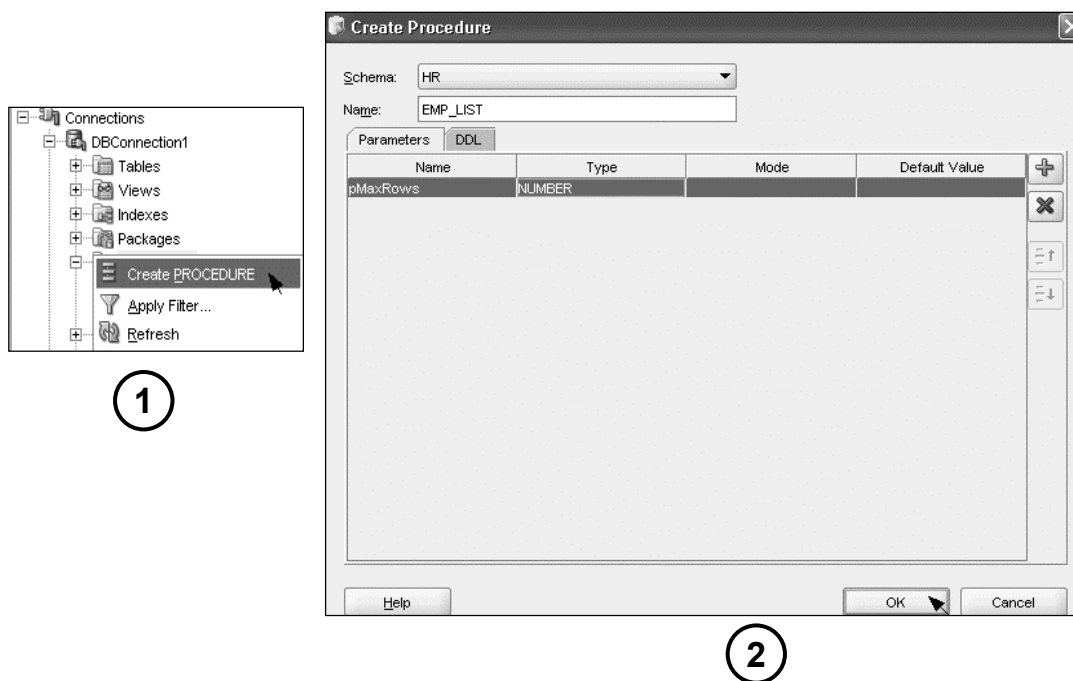 Connections
DBConnection1
Tables
Views
Indexes
Packages
Create PROCEDURE
Apply Filter...
Refresh
1
Create Procedure
Schema: HR
Name: EMP_LIST
Parameters DDL
Name Type Mode Default Value
pMaxRows NUMBER
Help OK Cancel
2